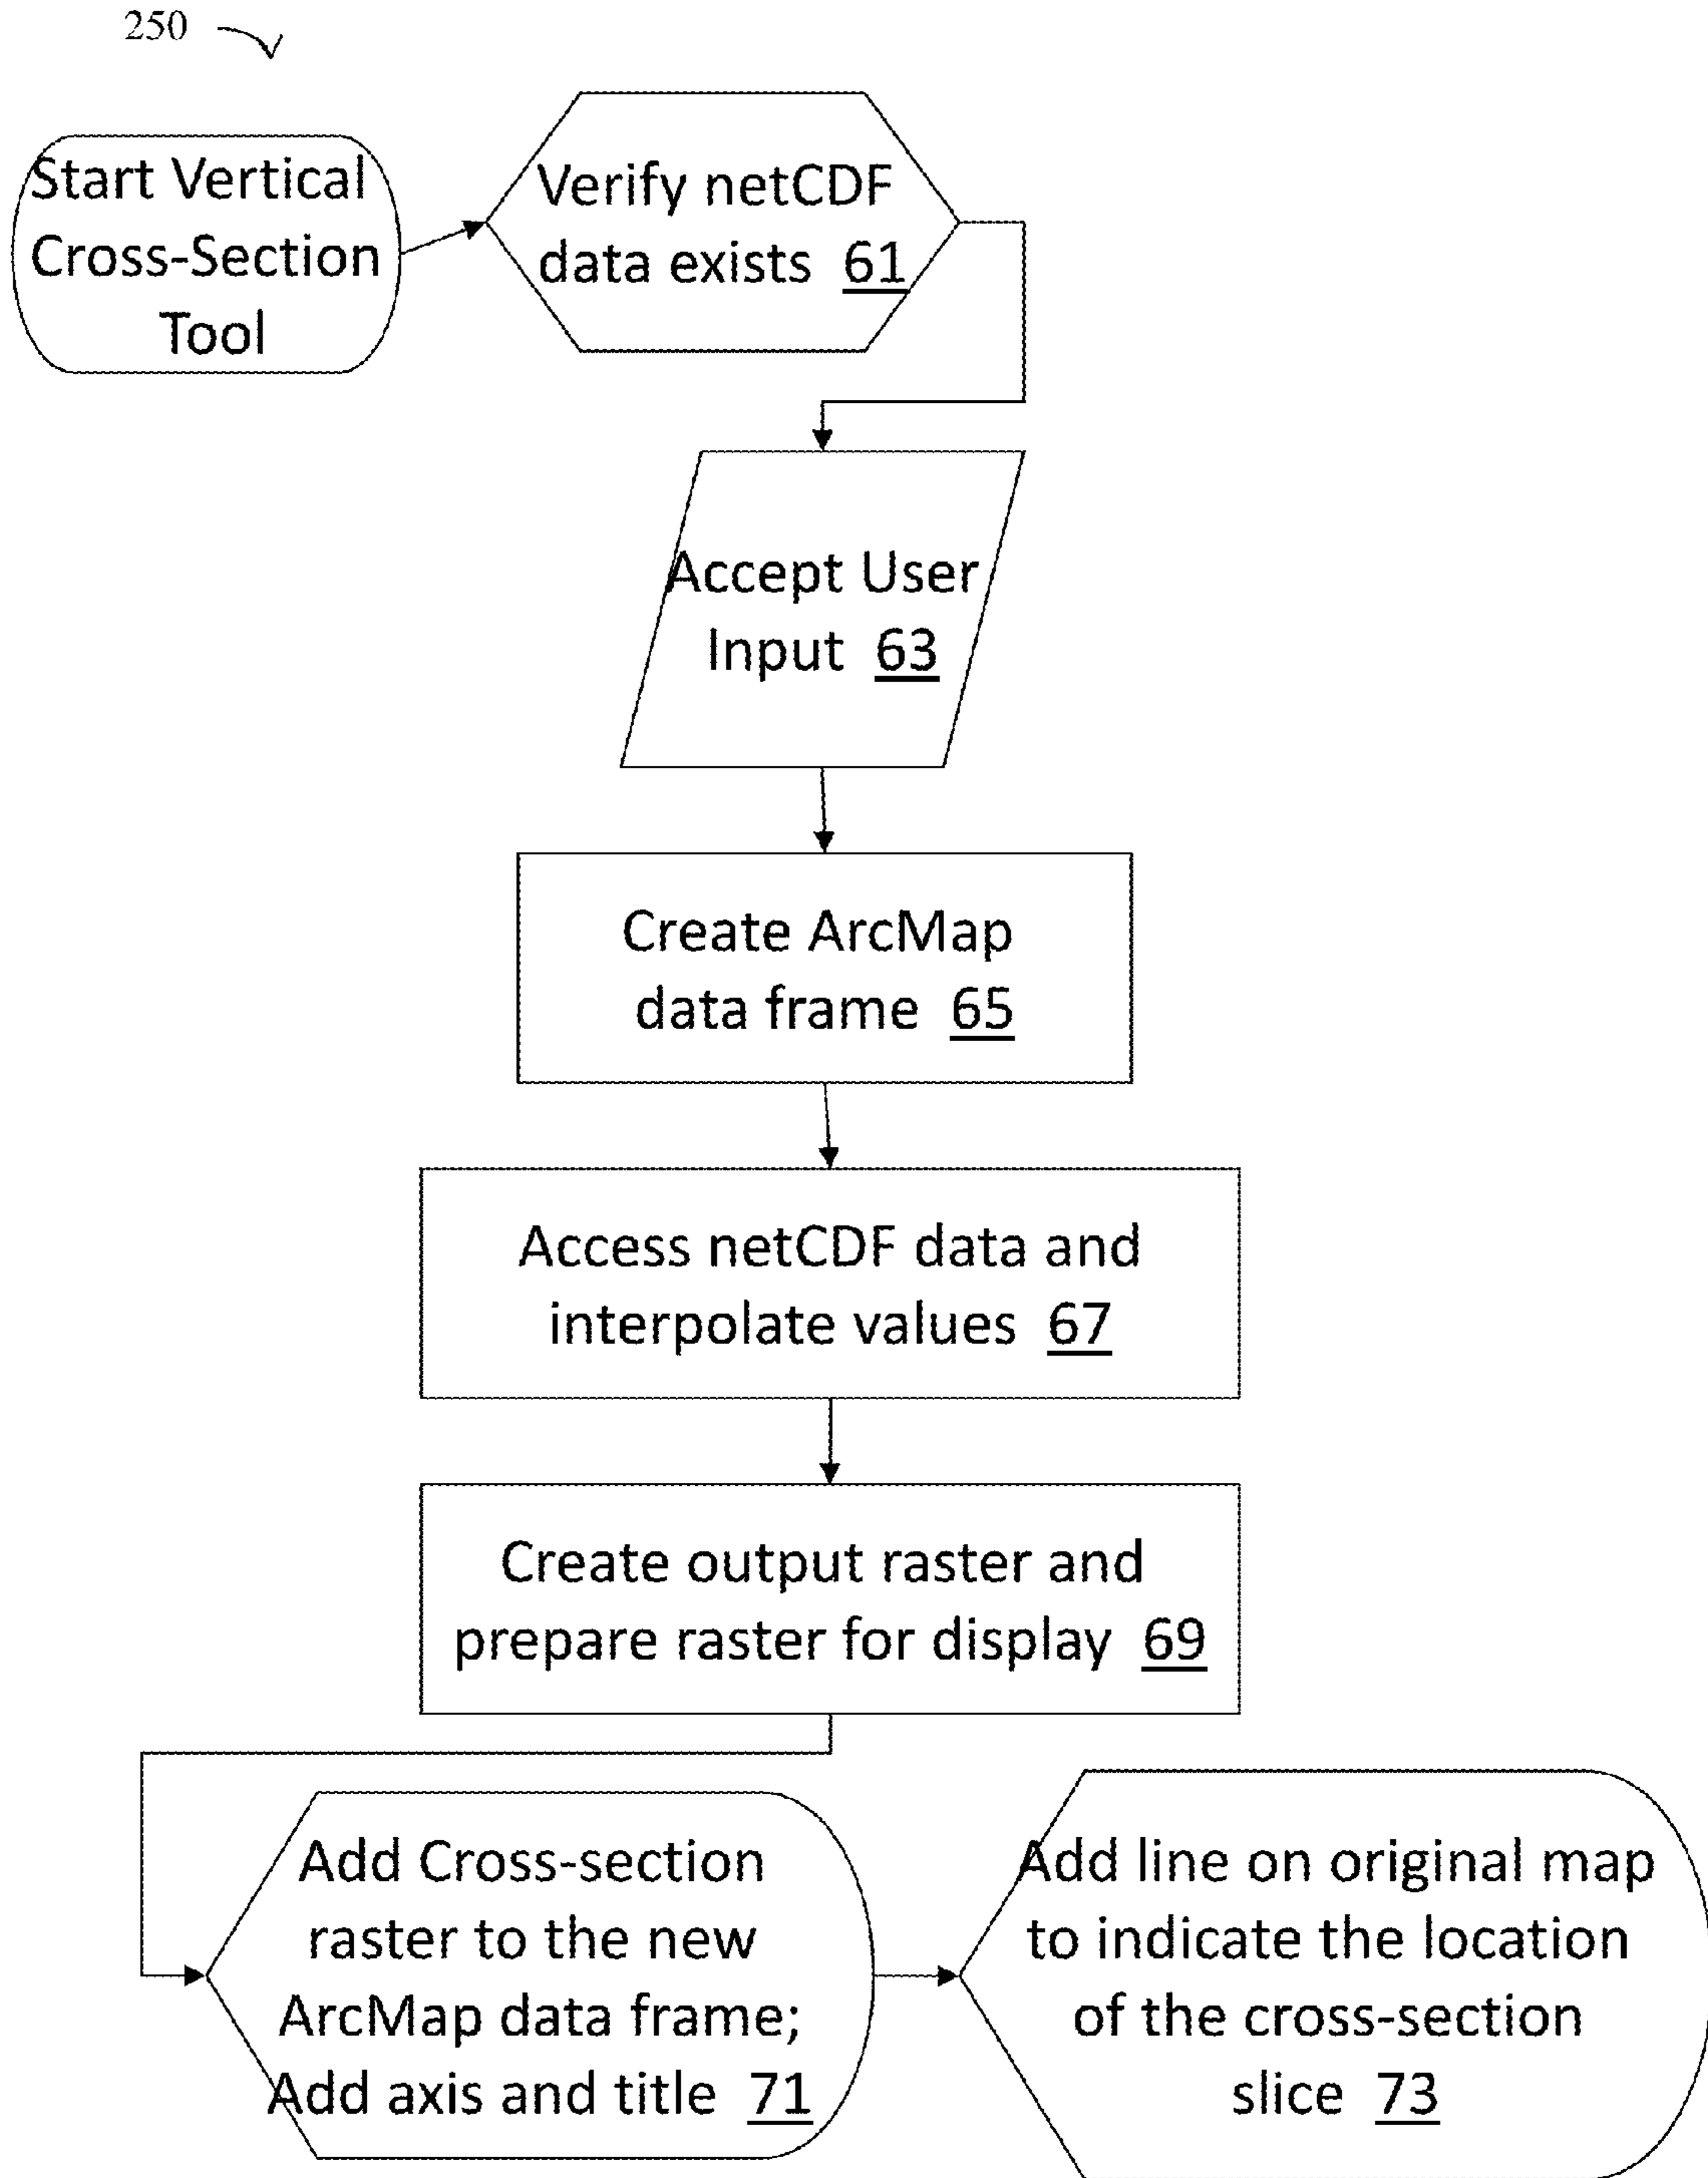 250
Start Vertical
Cross-Section
Tool
Verify netCDF
data exists 61
Accept User
Input 63
Create ArcMap
data frame 65
Access netCDF data and
interpolate values 67
Create output raster and
prepare raster for display 69
Add Cross-section
raster to the new
ArcMap data frame;
Add axis and title 71
Add line on original map
to indicate the location
of the cross-section
slice 73